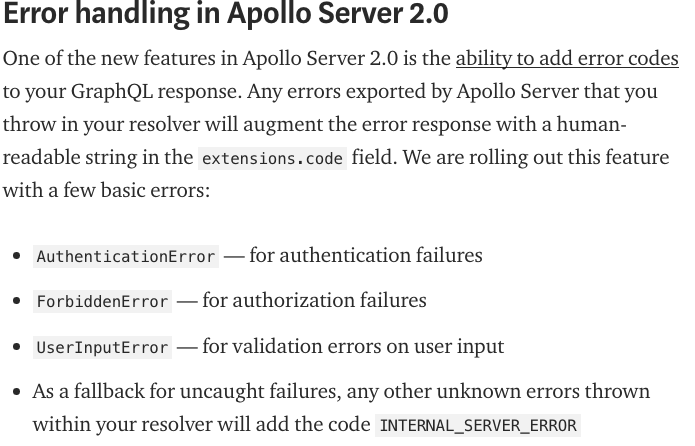 Error handling in Apollo Server 2.0
One of the new features in Apollo Server 2.0 is the ability to add error codes
to your GraphQL response. Any errors exported by Apollo Server that you
throw in your resolver will augment the error response with a human-
readable string in the extensions.code field. We are rolling out this feature
with a few basic errors:
• AuthenticationError — for authentication failures
• ForbiddenError — for authorization failures
• UserInputError — for validation errors on user input
• As a fallback for uncaught failures, any other unknown errors thrown
within your resolver will add the code INTERNAL_SERVER_ERROR